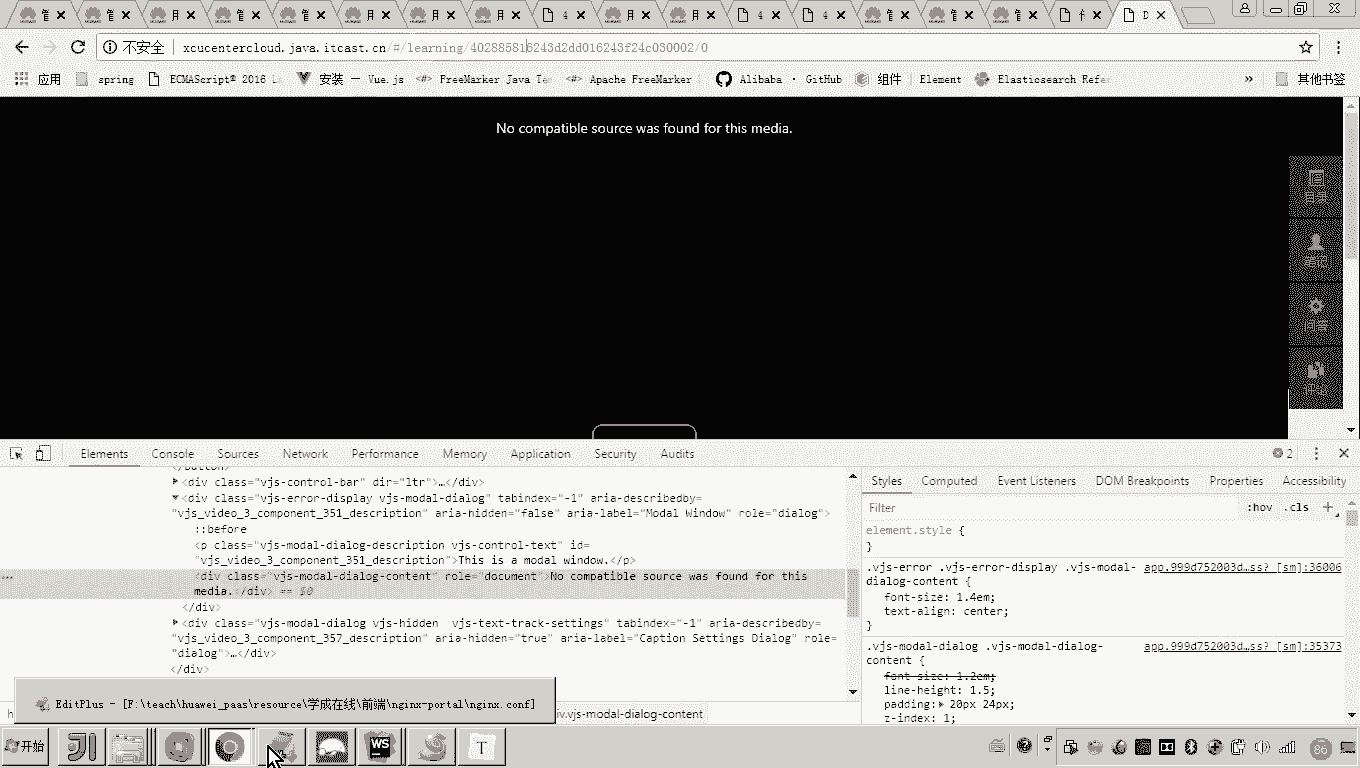 不安全 xcucentercloud.java.itcast.cn/#/learning/402885816243d2dd016243f24c030002/0
应用 spring ECMAScript® 2016 安装 — Vue.js FreeMarker Java FreeMarker Apache FreeMarker Alibaba · GitHub 组件 Element Elasticsearch » 其他书签
No compatible source was found for this media.
目录
问答
Elements Console Sources Network Performance Memory Application Security Audits 2
<div class="vjs-control-bar" dir="ltr">…</div>
<div class="vjs-error-display vjs-modal-dialog" tabindex="-1" aria-describedby=
"vjs_video_3_component_351_description" aria-hidden="false" aria-label="Modal Window" role="dialog">
::before
<p class="vjs-modal-dialog-description vjs-control-text" id=
"vjs_video_3_component_351_description">This is a modal window.</p>
<div class="vjs-modal-dialog-content" role="document">No compatible source was found for this
media.</div> == $0
</div>
<div class="vjs-modal-dialog vjs-hidden vjs-text-track-settings" tabindex="-1" aria-describedby=
"vjs_video_3_component_357_description" aria-hidden="true" aria-label="Caption Settings Dialog" role=
"dialog">…</div>
</div>
Styles Computed Event Listeners DOM Breakpoints Properties Accessibility
Filter :hov .cls +
element.style {
}
.vjs-error .vjs-error-display .vjs-modal- app.999d752003d…ss? [sm]:36006
dialog-content {
font-size: 1.4em;
text-align: center;
}
.vjs-modal-dialog .vjs-modal-dialog- app.999d752003d…ss? [sm]:35373
content {
font-size: 1.2em;
line-height: 1.5;
padding: 20px 24px;
z-index: 1;
EditPlus - [F:\teach\huawei_paas\resource\学成在线\前端\nginx-portal\nginx.conf]
iv.vjs-modal-dialog-content
开始 WS T 86